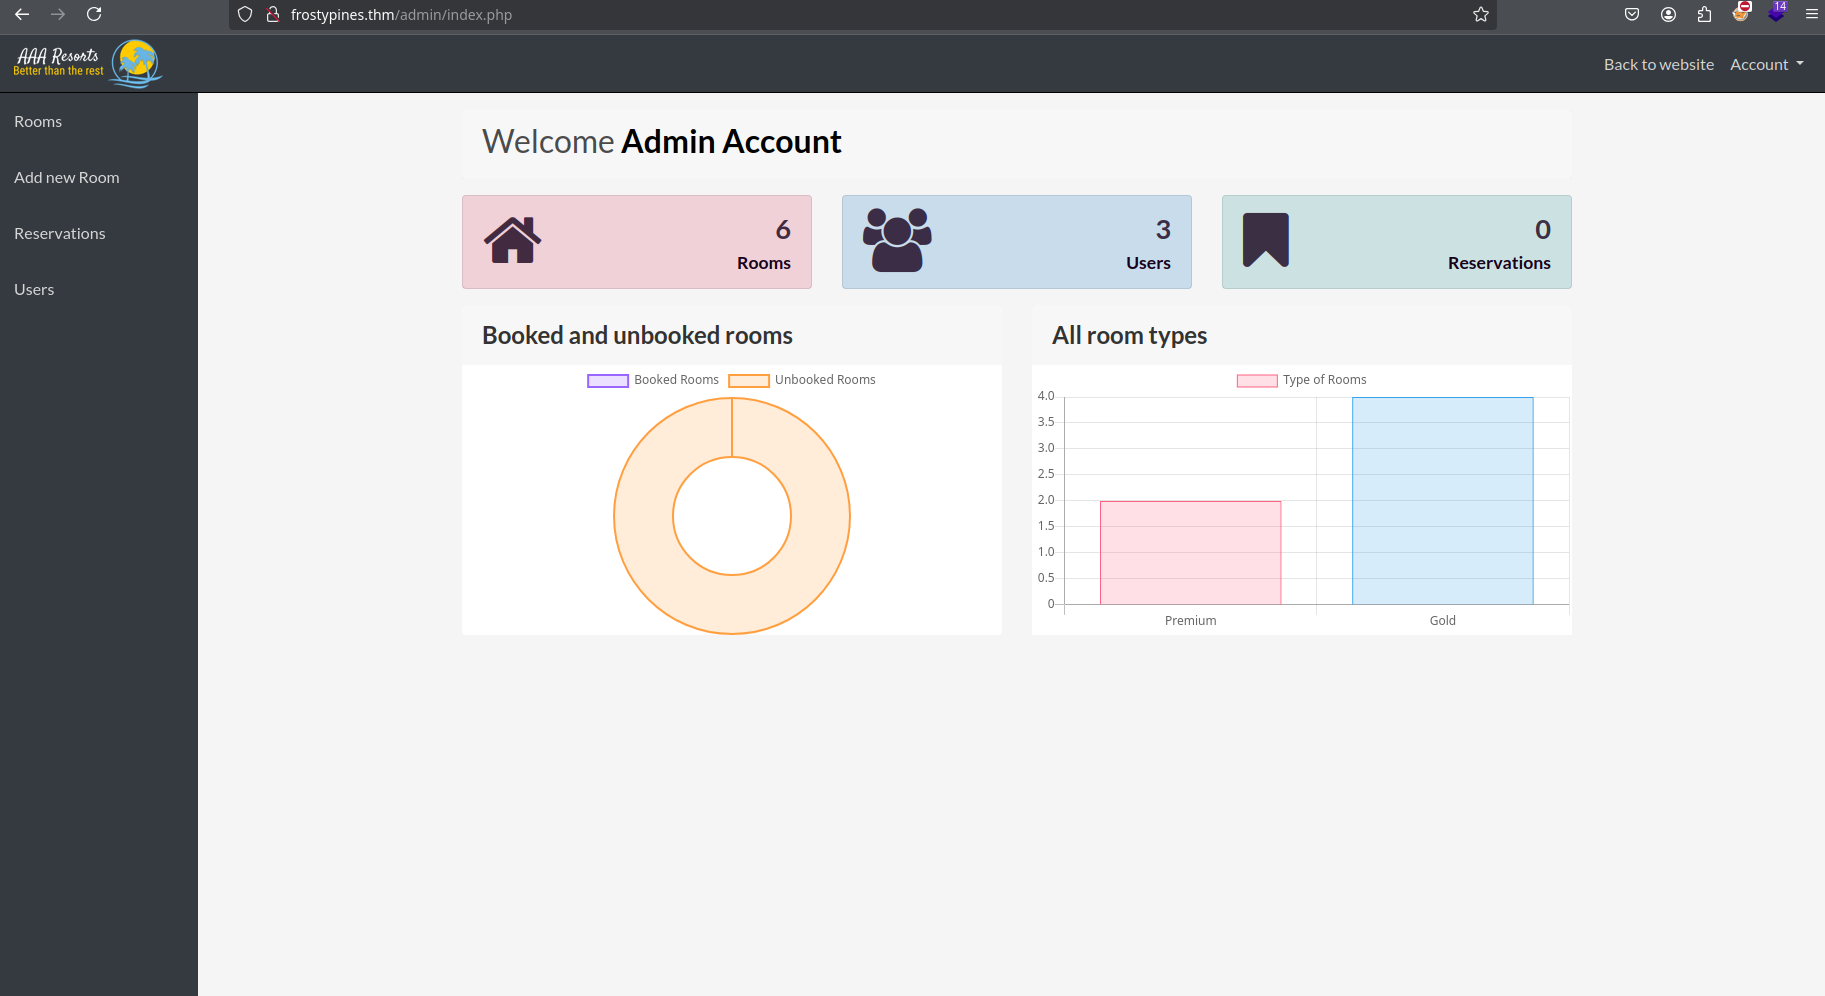 frostypines.thm/admin/index.php
14
AAA Resorts
Better than the rest
Back to website Account
Rooms
Add new Room
Reservations
Users
Welcome Admin Account
6
Rooms
3
Users
0
Reservations
Booked and unbooked rooms
Booked Rooms Unbooked Rooms
All room types
Type of Rooms
4.0
3.5
3.0
2.5
2.0
1.5
1.0
0.5
0
Premium Gold